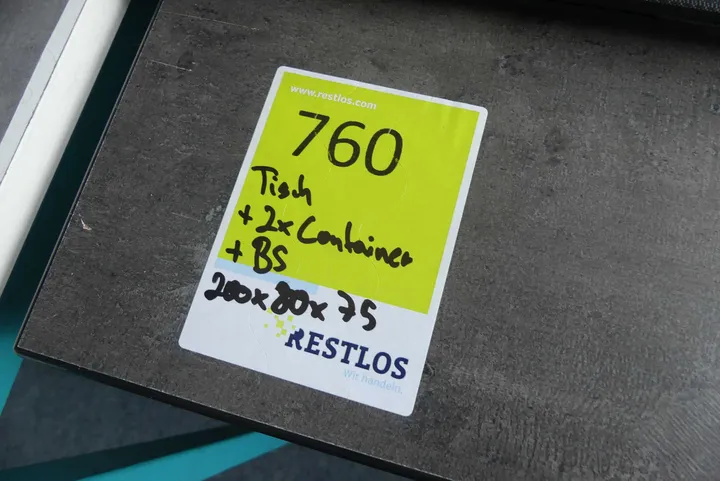 www.restlos.com
760
Tisch
+ 2x Container
+ BS
200x80x75
RESTLOS
Wir handeln.